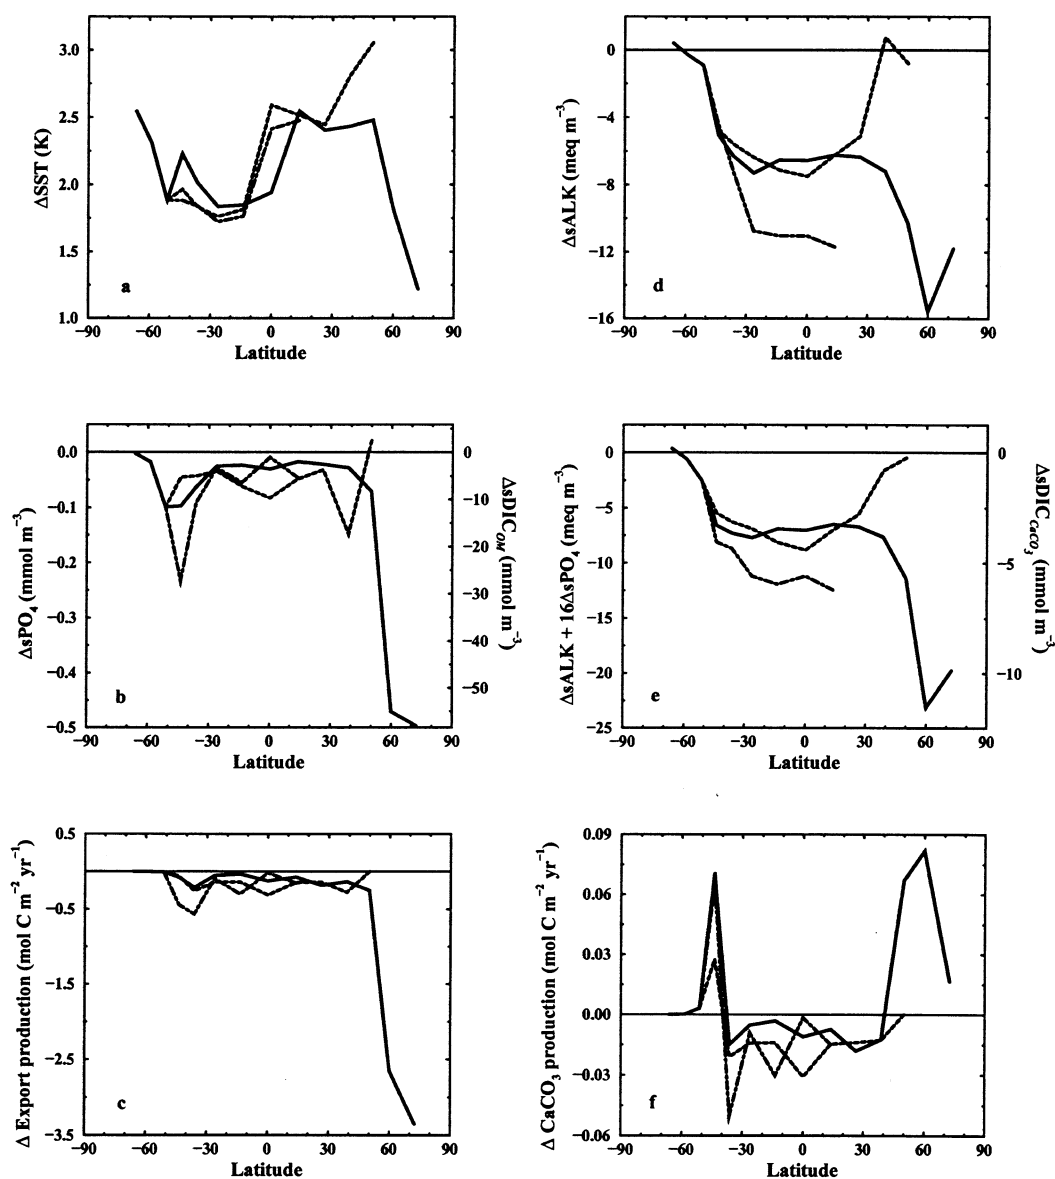 3.0
2.5
2.0
1.5
1.0
ΔSST (K)
a
−90 −60 −30 0 30 60 90
Latitude
0
−4
−8
−12
−16
ΔsALK (meq m⁻³)
d
−90 −60 −30 0 30 60 90
Latitude
0.0
−0.1
−0.2
−0.3
−0.4
−0.5
ΔsPO₄ (mmol m⁻³)
0
−10
−20
−30
−40
−50
ΔsDIC_OM (mmol m⁻³)
b
−90 −60 −30 0 30 60 90
Latitude
0
−5
−10
−15
−20
−25
ΔsALK + 16ΔsPO₄ (meq m⁻³)
0
−5
−10
ΔsDIC_CaCO₃ (mmol m⁻³)
e
−90 −60 −30 0 30 60 90
Latitude
0.5
−0.5
−1.5
−2.5
−3.5
Δ Export production (mol C m⁻² yr⁻¹)
c
−90 −60 −30 0 30 60 90
Latitude
0.09
0.06
0.03
0.00
−0.03
−0.06
Δ CaCO₃ production (mol C m⁻² yr⁻¹)
f
−90 −60 −30 0 30 60 90
Latitude